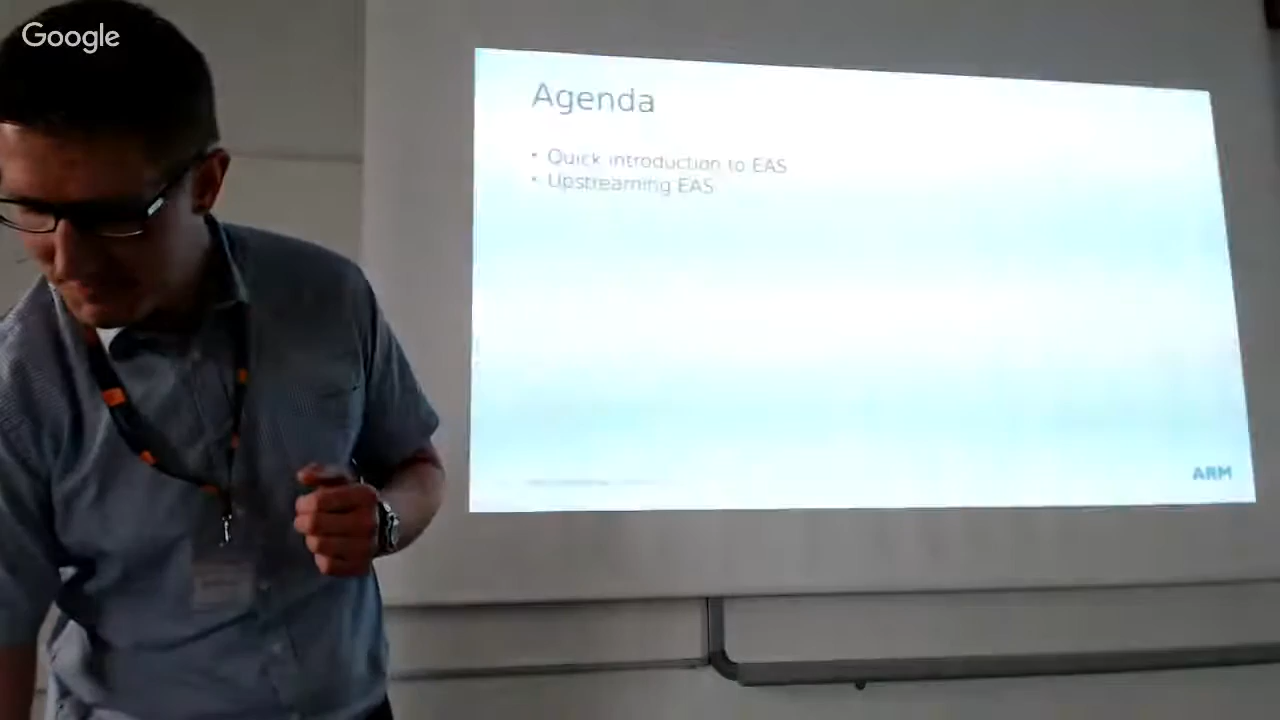 Google
Agenda
• Quick introduction to EAS
• Upstreaming EAS
ARM